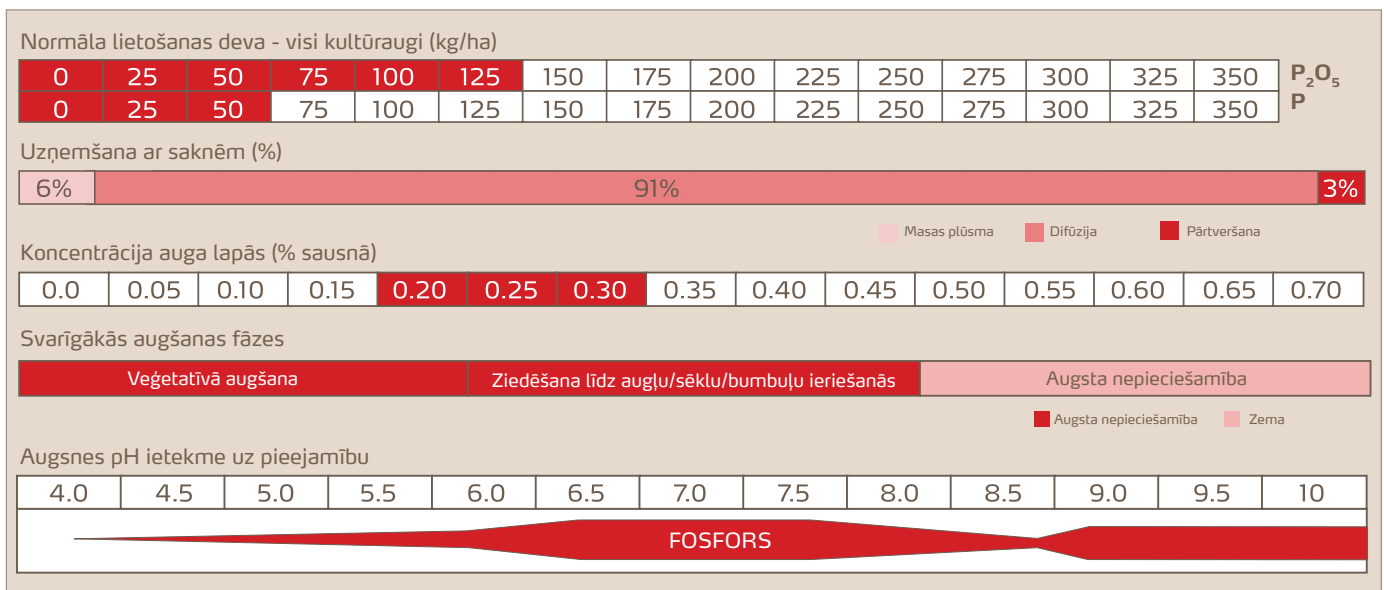 Normāla lietošanas deva - visi kultūraugi (kg/ha)
0 25 50 75 100 125 150 175 200 225 250 275 300 325 350 P₂O₅
0 25 50 75 100 125 150 175 200 225 250 275 300 325 350 P
Uzņemšana ar saknēm (%)
6% 91% 3%
Masas plūsma Difūzija Pārtveršana
Koncentrācija auga lapās (% sausnā)
0.0 0.05 0.10 0.15 0.20 0.25 0.30 0.35 0.40 0.45 0.50 0.55 0.60 0.65 0.70
Svarīgākās augšanas fāzes
Veģetatīvā augšana Ziedēšana līdz augļu/sēklu/bumbuļu ieriešanās Augsta nepieciešamība
Augsta nepieciešamība Zema
Augsnes pH ietekme uz pieejamību
4.0 4.5 5.0 5.5 6.0 6.5 7.0 7.5 8.0 8.5 9.0 9.5 10
FOSFORS